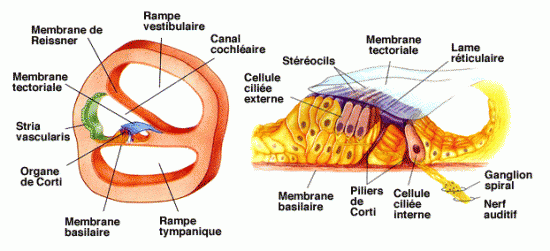 Rampe
vestibulaire
Membrane de
Reissner
Canal
cochléaire
Membrane
tectoriale
Stria
vascularis
Organe
de Corti
Membrane
basilaire
Rampe
tympanique
Membrane
tectoriale
Lame
réticulaire
Stéréocils
Cellule
ciliée
externe
Membrane
basilaire
Piliers
de
Corti
Cellule
ciliée
interne
Ganglion
spiral
Nerf
auditif